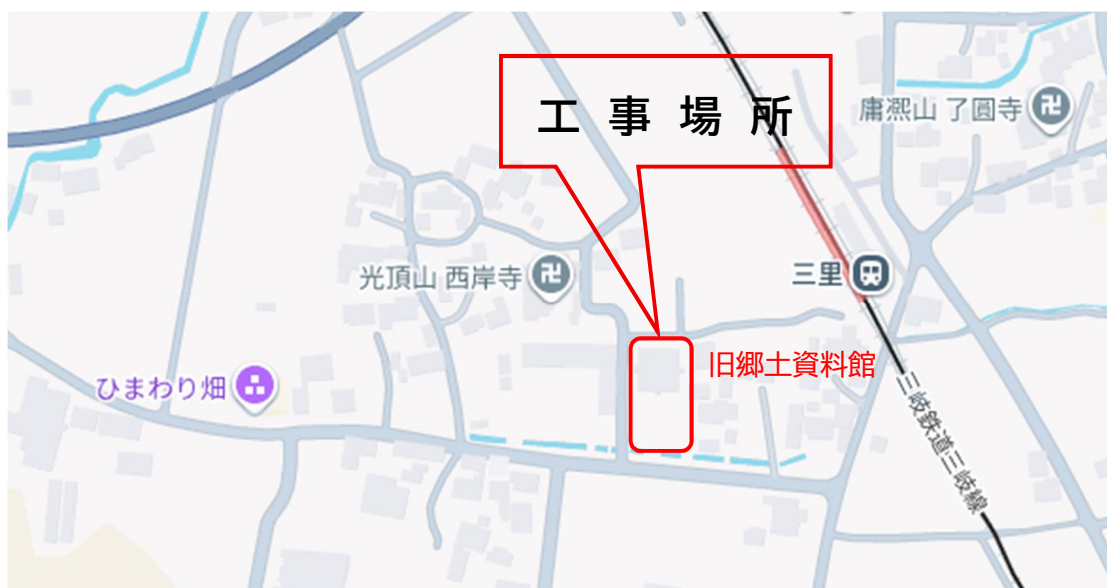 工事場所
庸凞山 了圓寺
光頂山 西岸寺
三里
旧郷土資料館
ひまわり畑
三岐鉄道三岐線